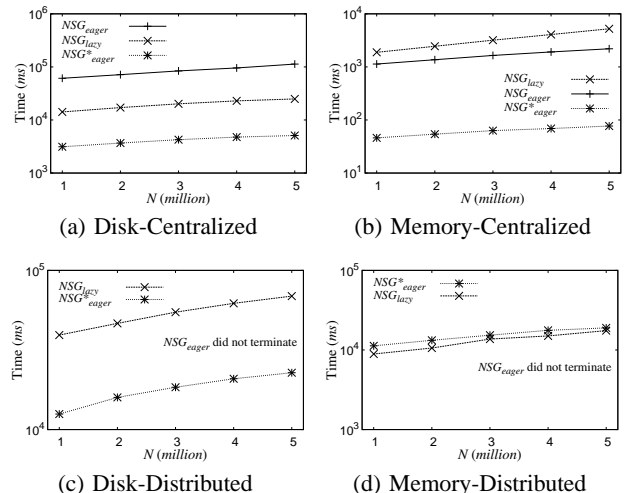 10^6
10^5
10^4
10^3
Time (ms)
NSG_eager
NSG_lazy
NSG*_eager
1 2 3 4 5
N (million)
(a) Disk-Centralized
10^4
10^3
10^2
10^1
Time (ms)
NSG_lazy
NSG_eager
NSG*_eager
1 2 3 4 5
N (million)
(b) Memory-Centralized
10^5
10^4
Time (ms)
NSG_lazy
NSG*_eager
NSG_eager did not terminate
1 2 3 4 5
N (million)
(c) Disk-Distributed
10^5
10^4
10^3
Time (ms)
NSG*_eager
NSG_lazy
NSG_eager did not terminate
1 2 3 4 5
N (million)
(d) Memory-Distributed